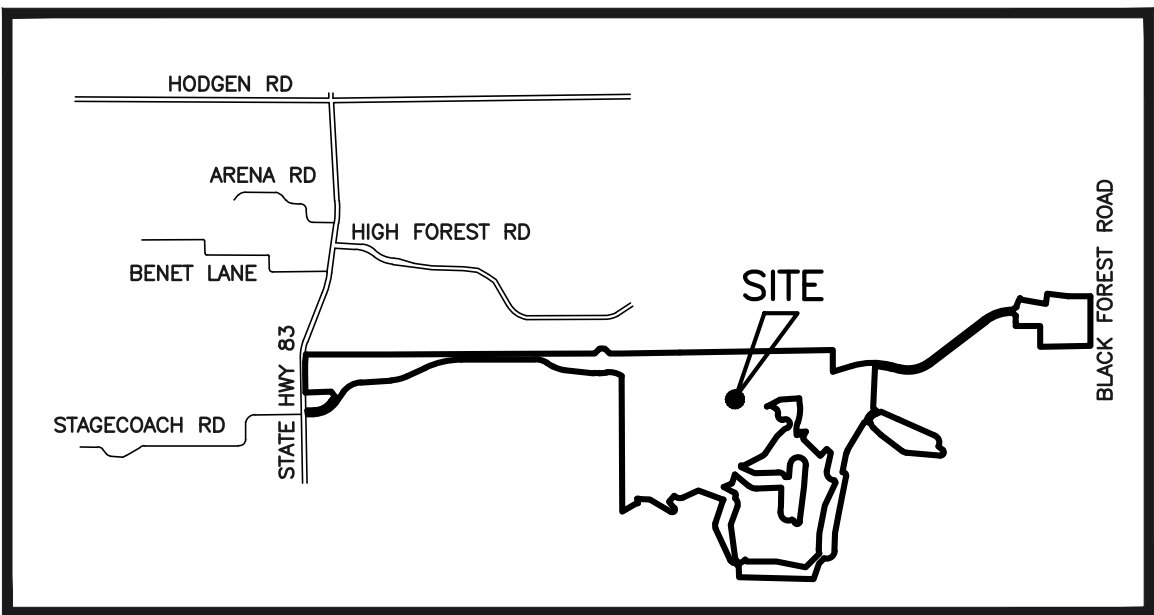 HODGEN RD
ARENA RD
HIGH FOREST RD
BENET LANE
SITE
BLACK FOREST ROAD
STATE HWY 83
STAGECOACH RD